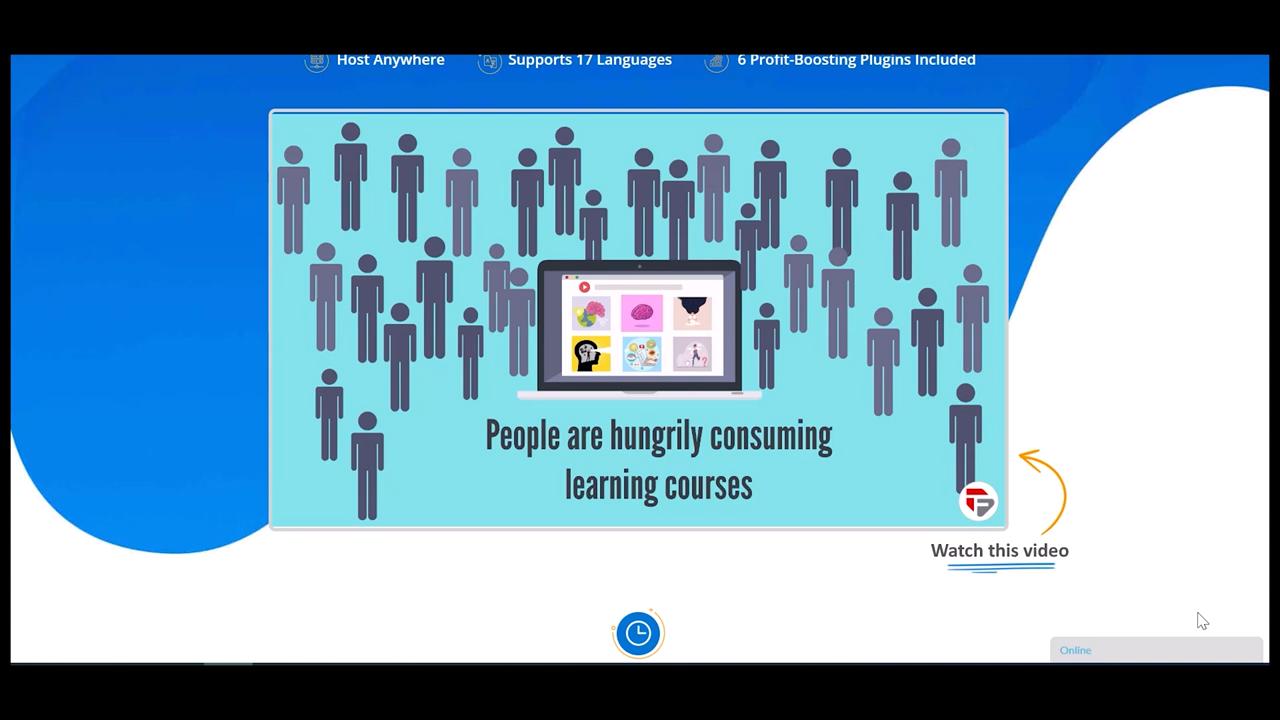 Host Anywhere
Supports 17 Languages
6 Profit-Boosting Plugins Included
People are hungrily consuming
learning courses
Watch this video
Online